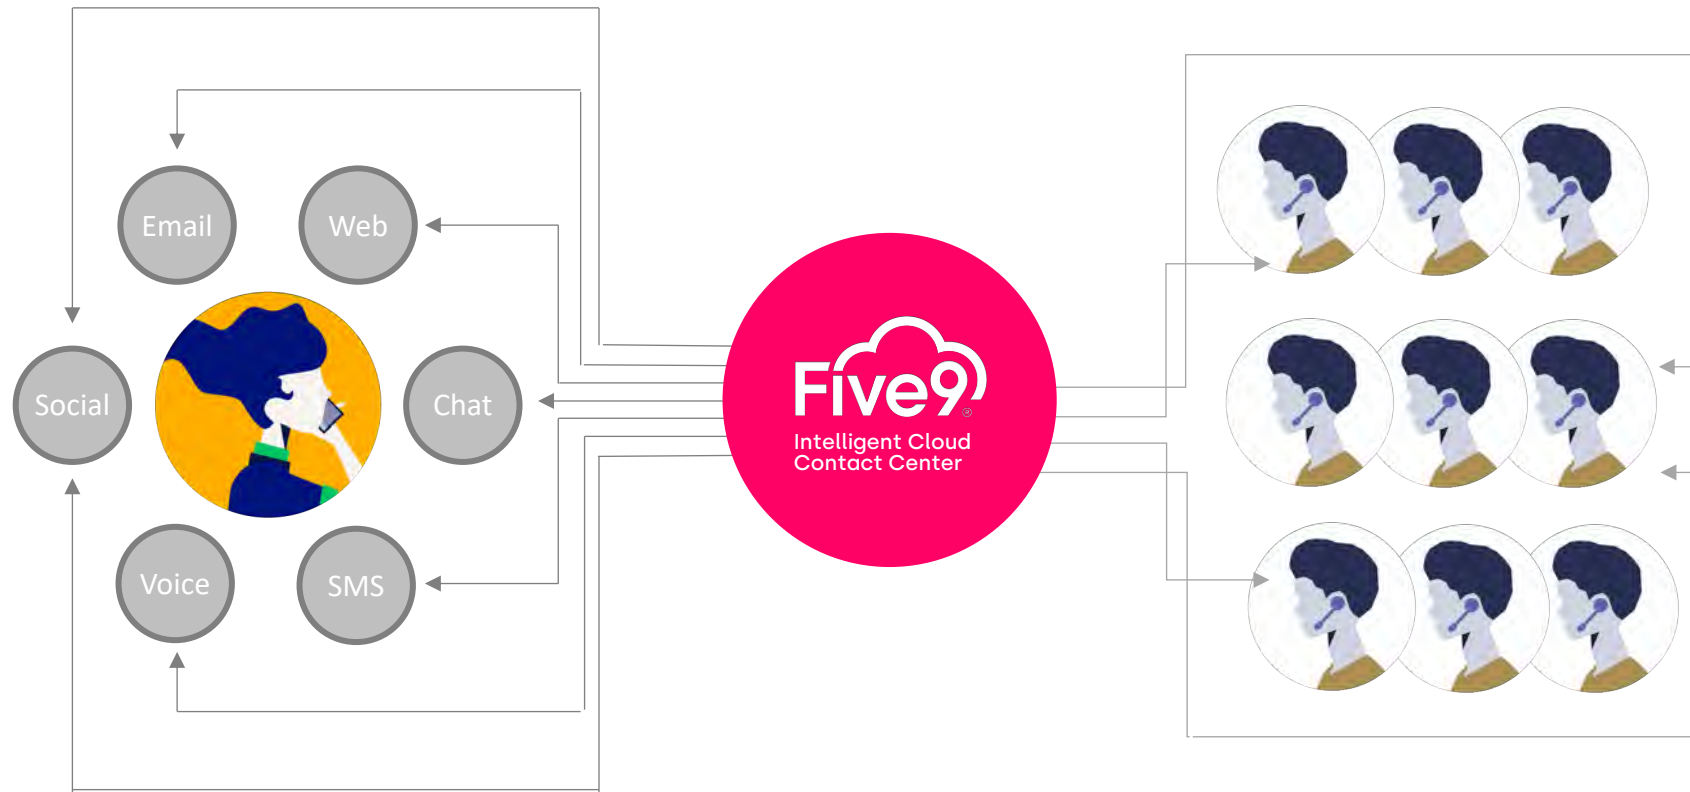 Email
Web
Social
Chat
Voice
SMS
Five9®
Intelligent Cloud
Contact Center